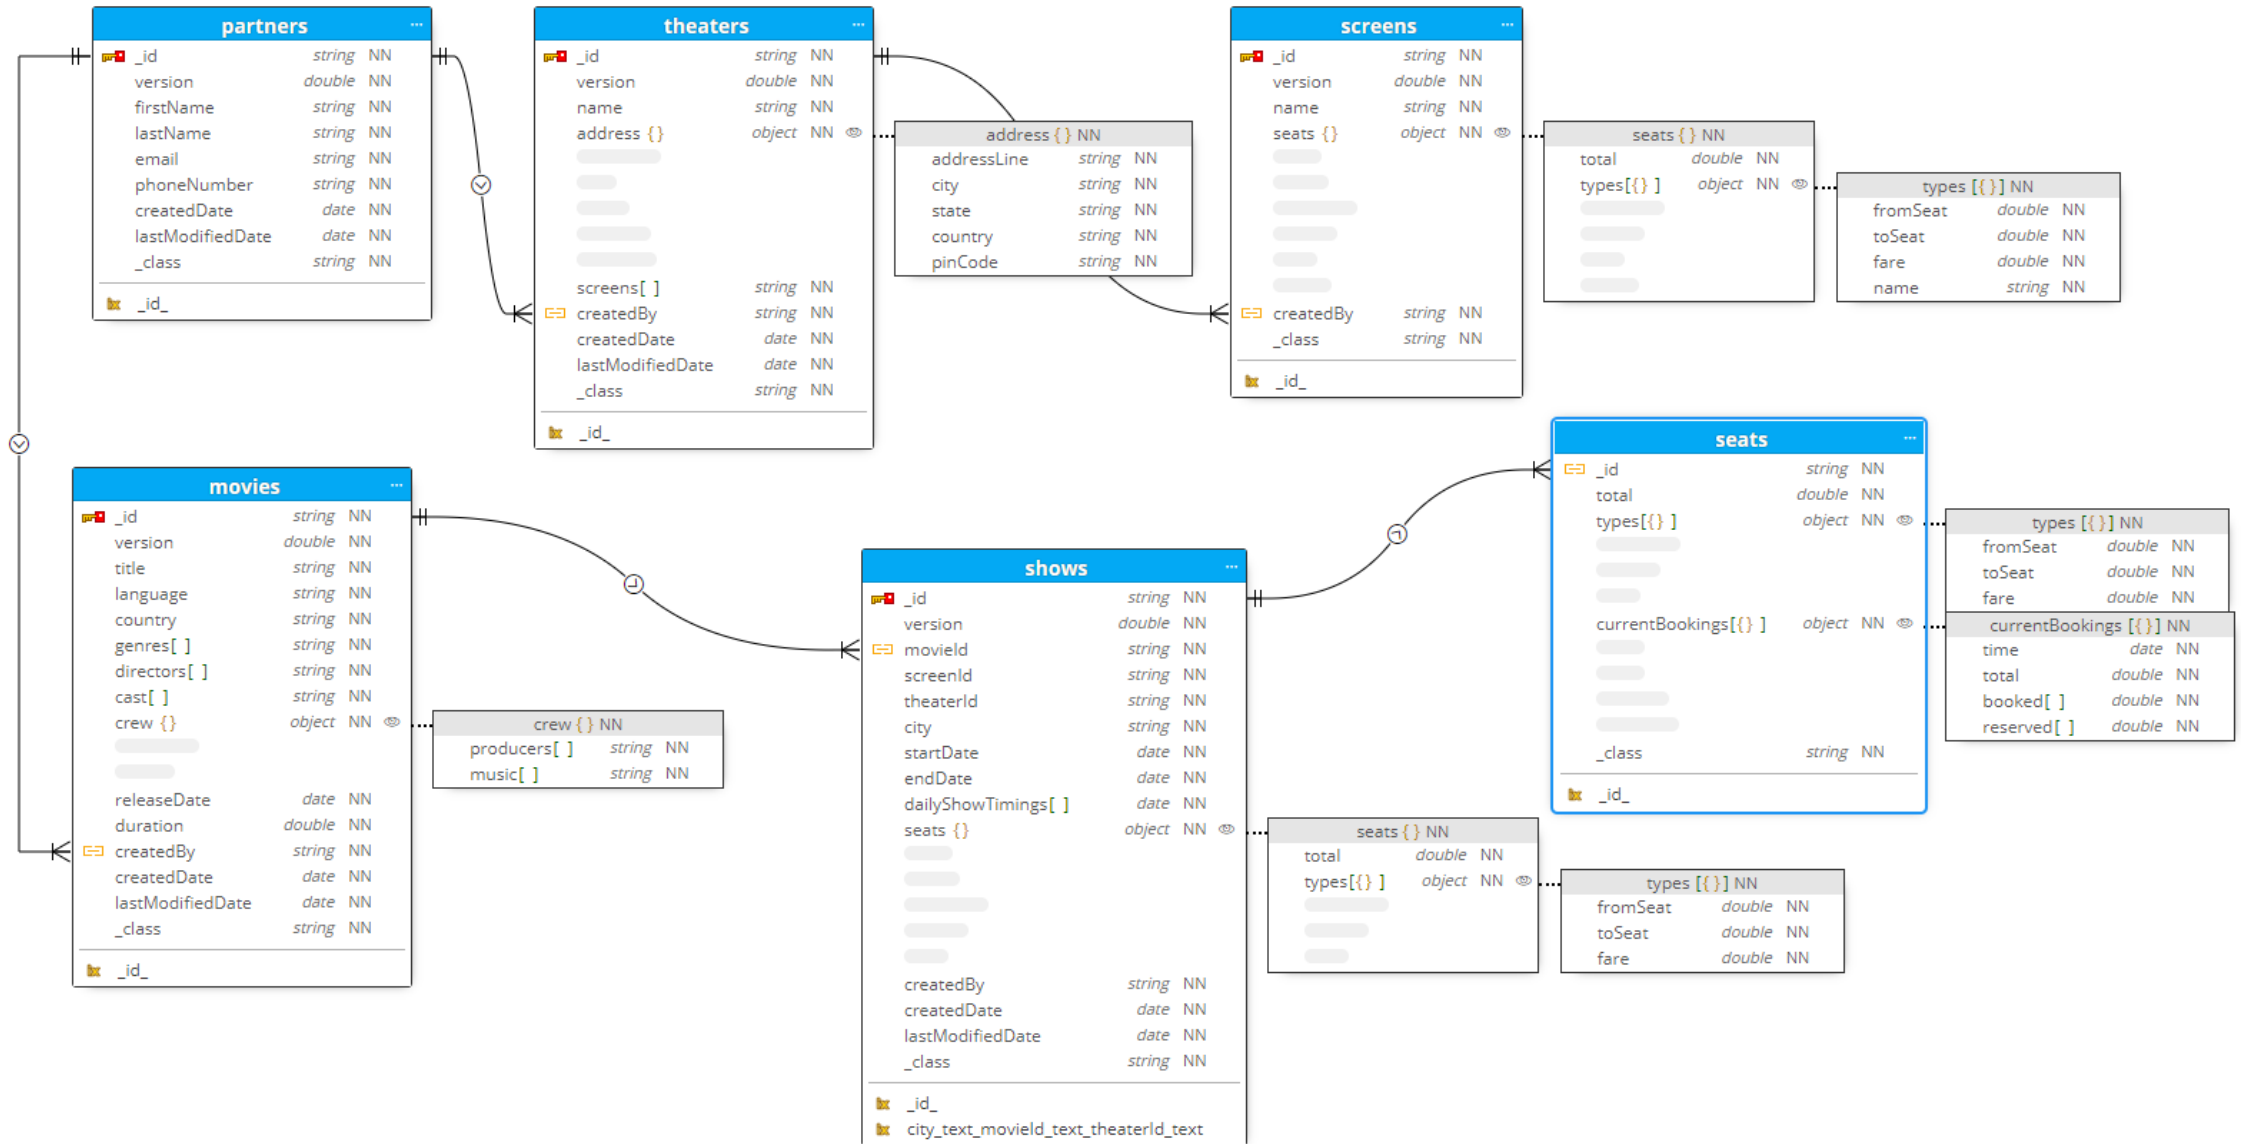 partners ...
_id string NN
version double NN
firstName string NN
lastName string NN
email string NN
phoneNumber string NN
createdDate date NN
lastModifiedDate date NN
_class string NN
_id_
theaters ...
_id string NN
version double NN
name string NN
address {} object NN
screens[ ] string NN
createdBy string NN
createdDate date NN
lastModifiedDate date NN
_class string NN
_id_
address { } NN
addressLine string NN
city string NN
state string NN
country string NN
pinCode string NN
screens ...
_id string NN
version double NN
name string NN
seats {} object NN
createdBy string NN
_class string NN
_id_
seats { } NN
total double NN
types[{} ] object NN
types [{ }] NN
fromSeat double NN
toSeat double NN
fare double NN
name string NN
movies ...
_id string NN
version double NN
title string NN
language string NN
country string NN
genres[ ] string NN
directors[ ] string NN
cast[ ] string NN
crew {} object NN
releaseDate date NN
duration double NN
createdBy string NN
createdDate date NN
lastModifiedDate date NN
_class string NN
_id_
crew { } NN
producers[ ] string NN
music[ ] string NN
shows ...
_id string NN
version double NN
movieId string NN
screenId string NN
theaterId string NN
city string NN
startDate date NN
endDate date NN
dailyShowTimings[ ] date NN
seats {} object NN
createdBy string NN
createdDate date NN
lastModifiedDate date NN
_class string NN
_id_
city_text_movieId_text_theaterId_text
seats { } NN
total double NN
types[{} ] object NN
types [{ }] NN
fromSeat double NN
toSeat double NN
fare double NN
seats ...
_id string NN
total double NN
types[{} ] object NN
currentBookings[{} ] object NN
_class string NN
_id_
types [{ }] NN
fromSeat double NN
toSeat double NN
fare double NN
currentBookings [{ }] NN
time date NN
total double NN
booked[ ] double NN
reserved[ ] double NN